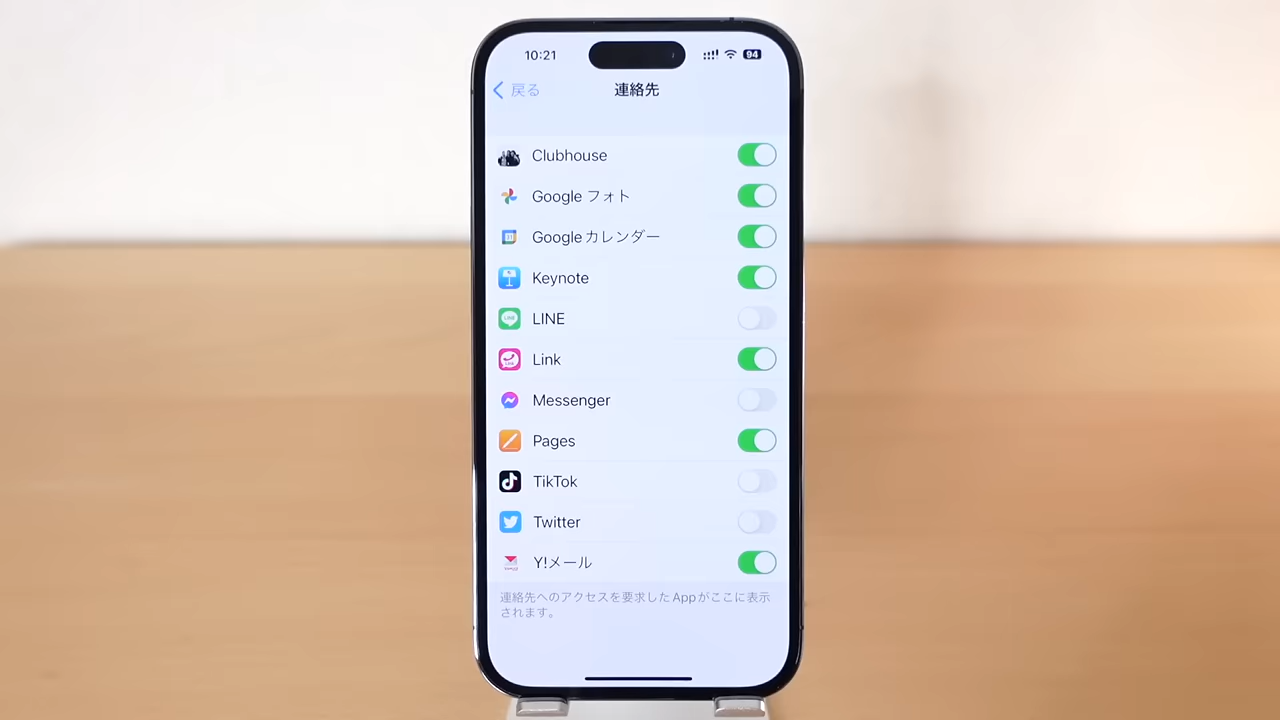 10:21
94
戻る
連絡先
Clubhouse
Google フォト
Google カレンダー
Keynote
LINE
Link
Messenger
Pages
TikTok
Twitter
Y!メール
連絡先へのアクセスを要求したAppがここに表示
されます。